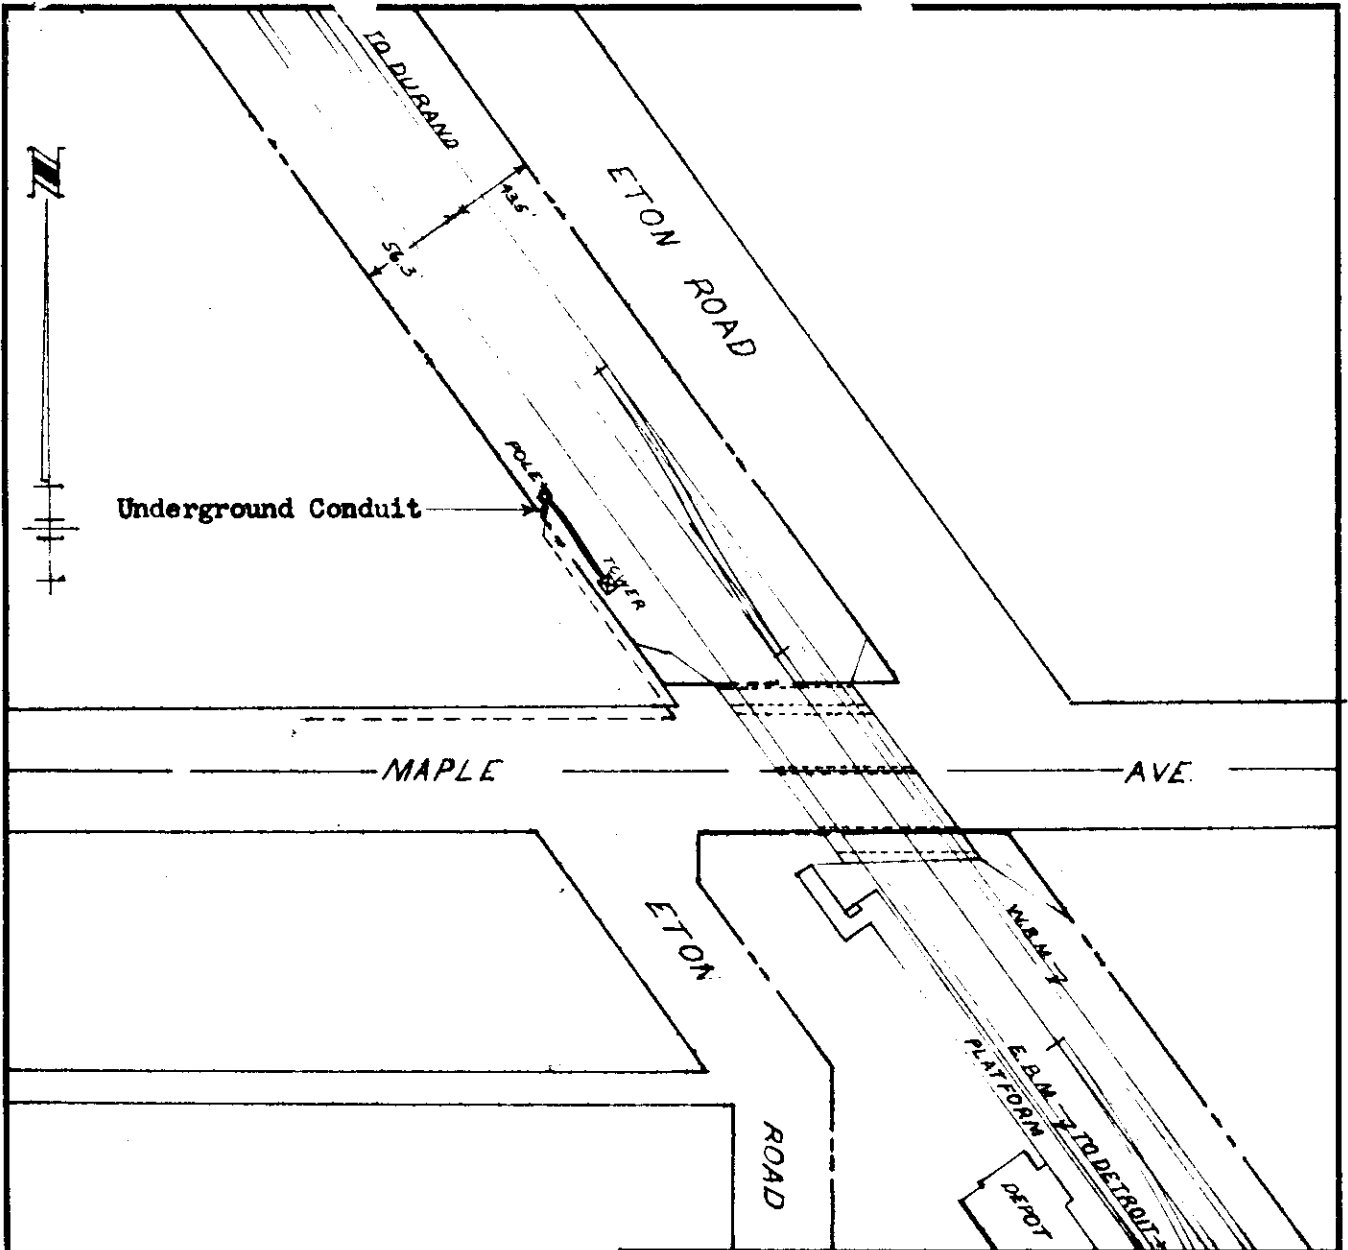 TO DURAND
N
43.5'
56.3'
ETON ROAD
POLE
Underground Conduit
TOWER
MAPLE AVE.
ETON
W.B.M.
E.B.M.
PLATFORM
TO DETROIT
ROAD
DEPOT